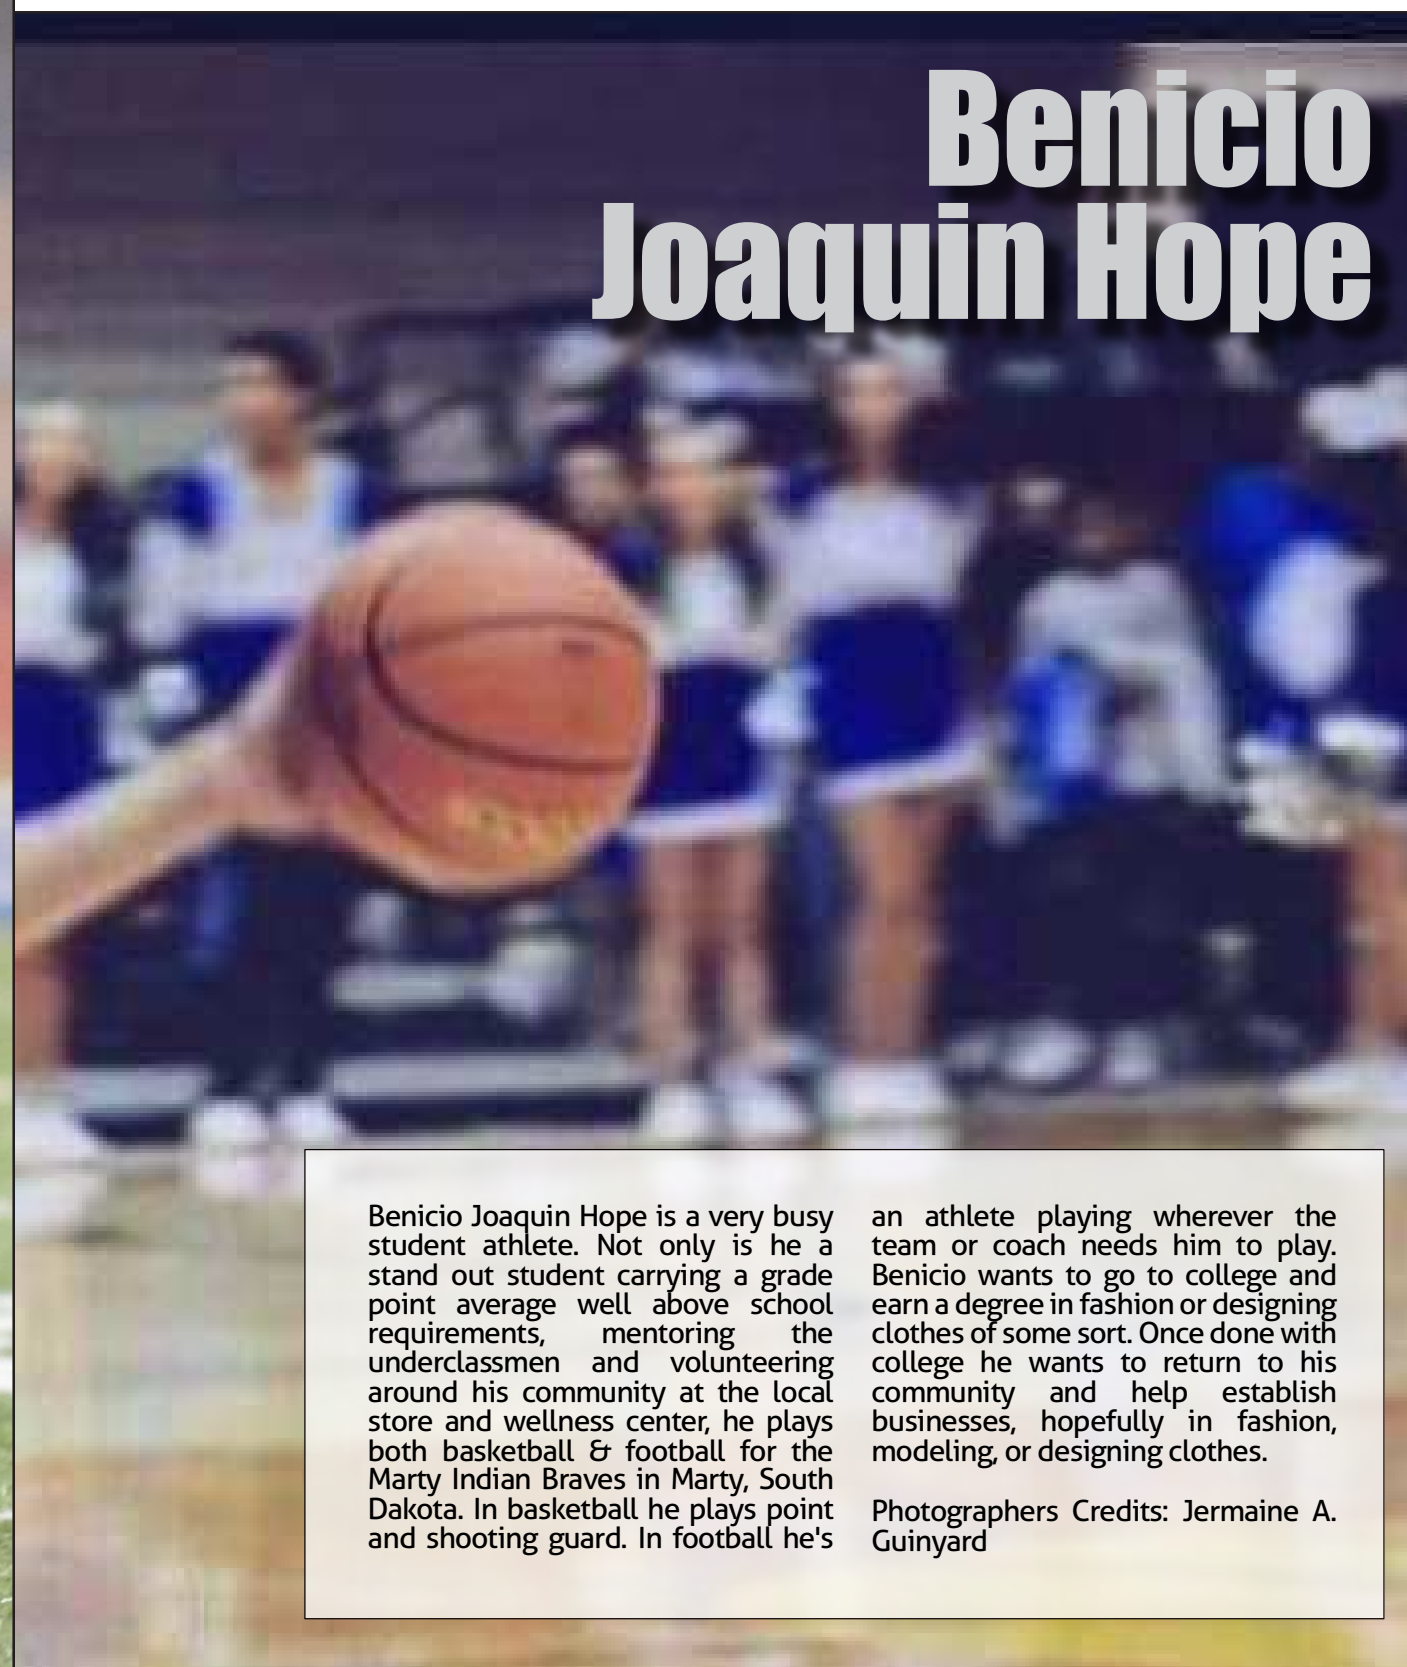 Benicio
Joaquin Hope
Benicio Joaquin Hope is a very busy
student athlete. Not only is he a
stand out student carrying a grade
point average well above school
requirements, mentoring the
underclassmen and volunteering
around his community at the local
store and wellness center, he plays
both basketball & football for the
Marty Indian Braves in Marty, South
Dakota. In basketball he plays point
and shooting guard. In football he's
an athlete playing wherever the
team or coach needs him to play.
Benicio wants to go to college and
earn a degree in fashion or designing
clothes of some sort. Once done with
college he wants to return to his
community and help establish
businesses, hopefully in fashion,
modeling, or designing clothes.
Photographers Credits: Jermaine A.
Guinyard